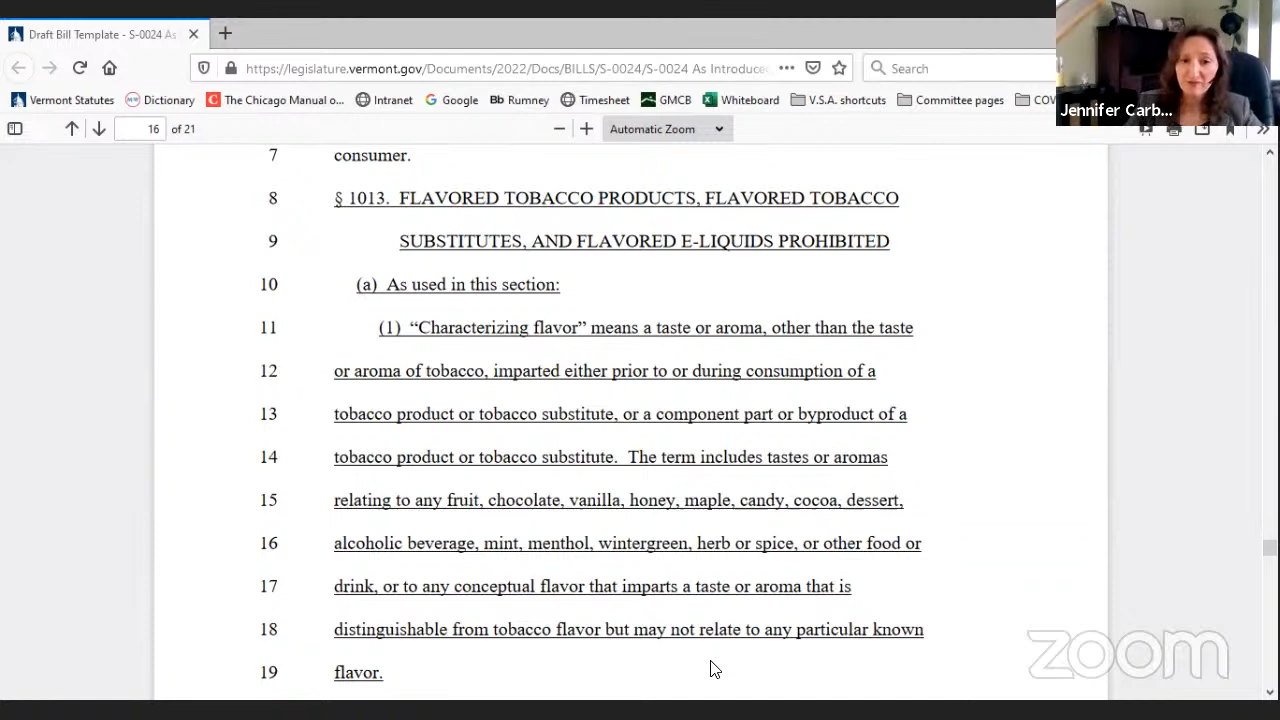 Draft Bill Template - S-0024 As
https://legislature.vermont.gov/Documents/2022/Docs/BILLS/S-0024/S-0024 As Introduced
Search
Vermont Statutes
Dictionary
The Chicago Manual o...
Intranet
Google
Bb Rumney
Timesheet
GMCB
Whiteboard
V.S.A. shortcuts
Committee pages
COV
Jennifer Carb...
16 of 21
Automatic Zoom
7 consumer.
8 § 1013. FLAVORED TOBACCO PRODUCTS, FLAVORED TOBACCO
9 SUBSTITUTES, AND FLAVORED E-LIQUIDS PROHIBITED
10 (a) As used in this section:
11 (1) “Characterizing flavor” means a taste or aroma, other than the taste
12 or aroma of tobacco, imparted either prior to or during consumption of a
13 tobacco product or tobacco substitute, or a component part or byproduct of a
14 tobacco product or tobacco substitute. The term includes tastes or aromas
15 relating to any fruit, chocolate, vanilla, honey, maple, candy, cocoa, dessert,
16 alcoholic beverage, mint, menthol, wintergreen, herb or spice, or other food or
17 drink, or to any conceptual flavor that imparts a taste or aroma that is
18 distinguishable from tobacco flavor but may not relate to any particular known
19 flavor.
zoom